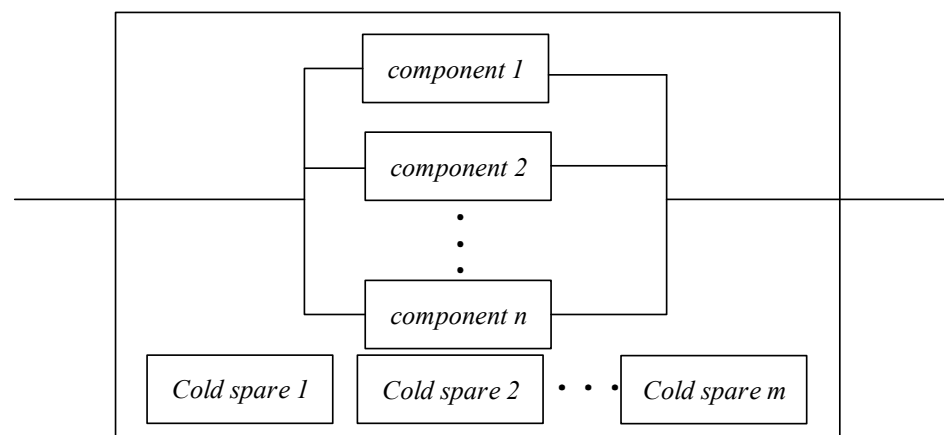 component 1
component 2
component n
Cold spare 1
Cold spare 2
Cold spare m